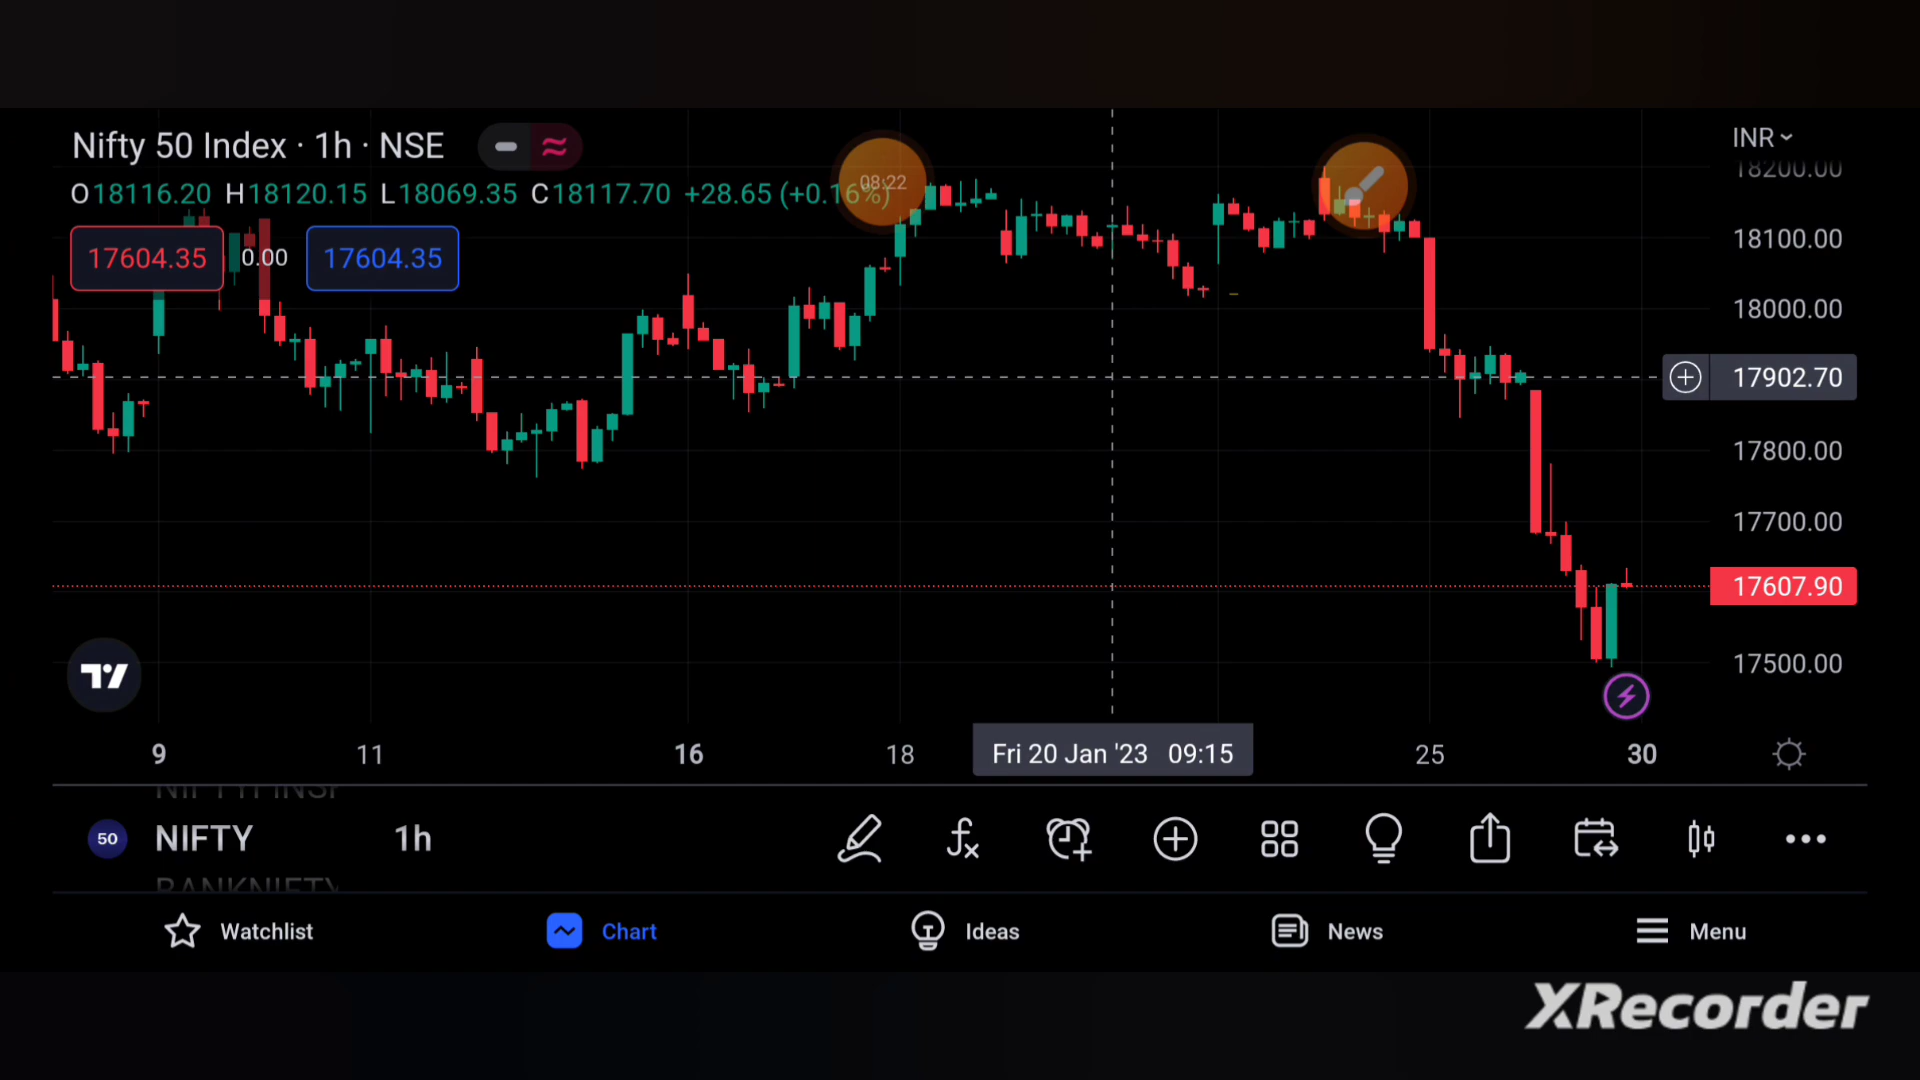 Nifty 50 Index · 1h · NSE
INR
O18116.20 H18120.15 L18069.35 C18117.70 +28.65 (+0.16%)
08:22
18200.00
17604.35
0.00
17604.35
18100.00
18000.00
17902.70
17800.00
17700.00
17607.90
17500.00
9
11
16
18
Fri 20 Jan '23 09:15
25
30
NIFTYINSF
50
NIFTY
1h
BANKNIFTY
Watchlist
Chart
Ideas
News
Menu
XRecorder